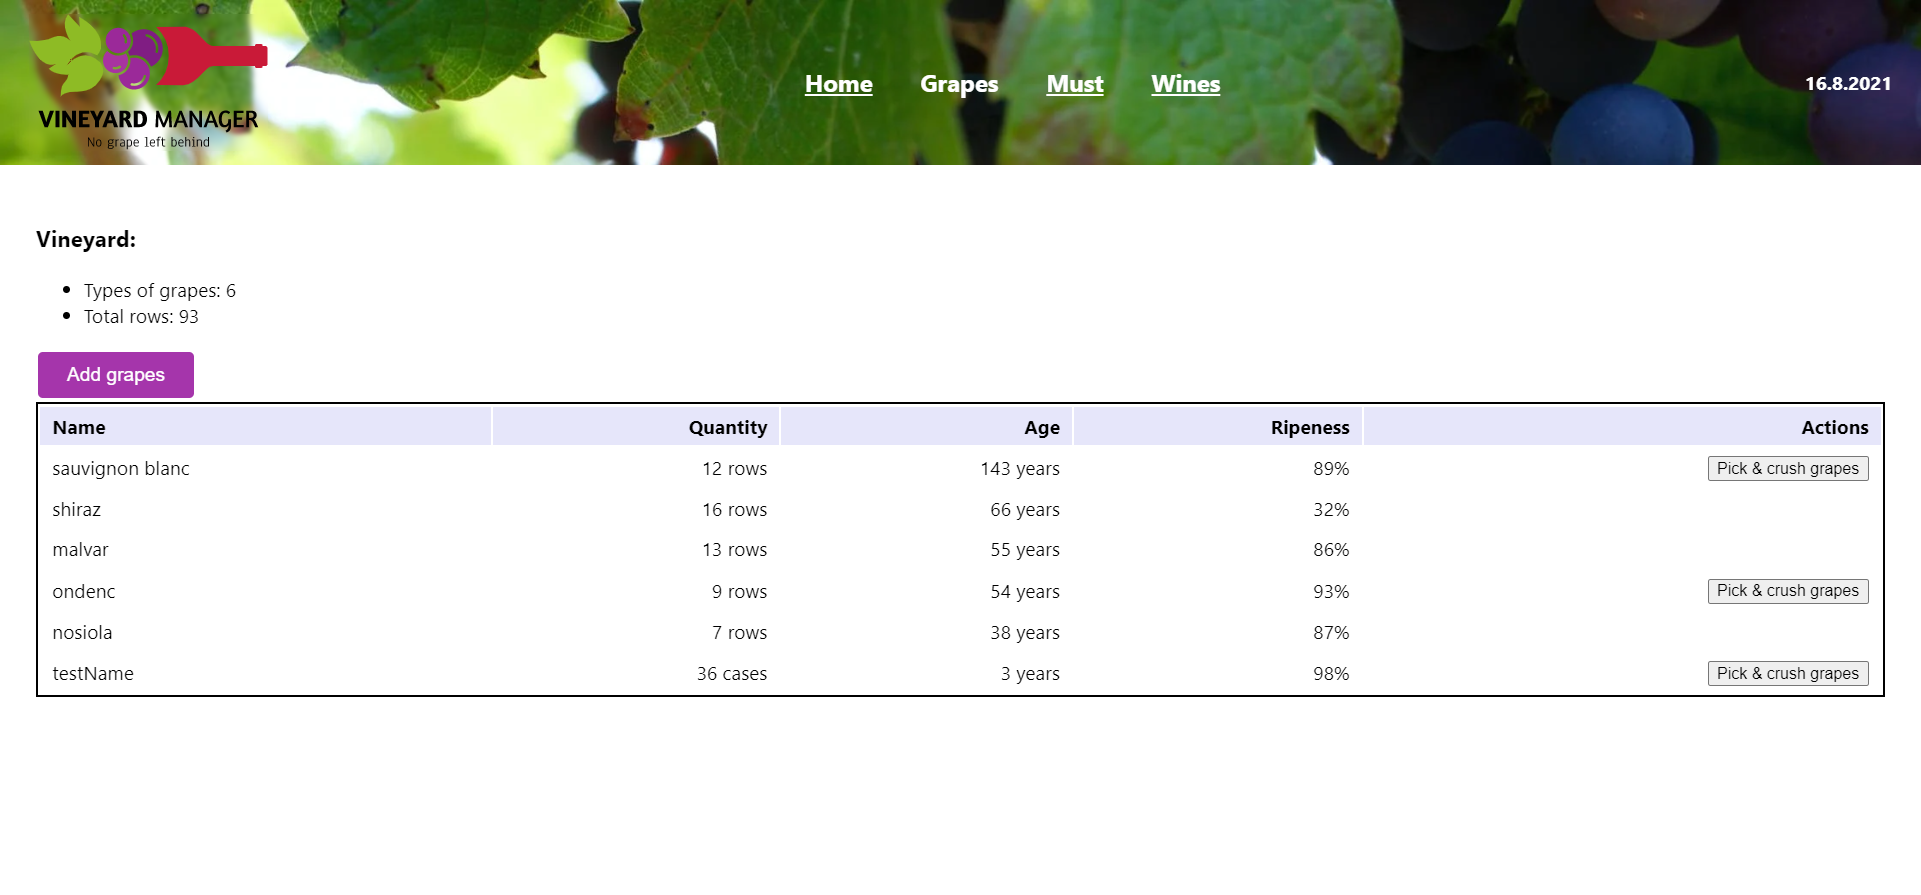 VINEYARD MANAGER
No grape left behind
Home Grapes Must Wines
16.8.2021
Vineyard:
Types of grapes: 6
Total rows: 93
Add grapes
Name Quantity Age Ripeness Actions
sauvignon blanc 12 rows 143 years 89% Pick & crush grapes
shiraz 16 rows 66 years 32%
malvar 13 rows 55 years 86%
ondenc 9 rows 54 years 93% Pick & crush grapes
nosiola 7 rows 38 years 87%
testName 36 cases 3 years 98% Pick & crush grapes